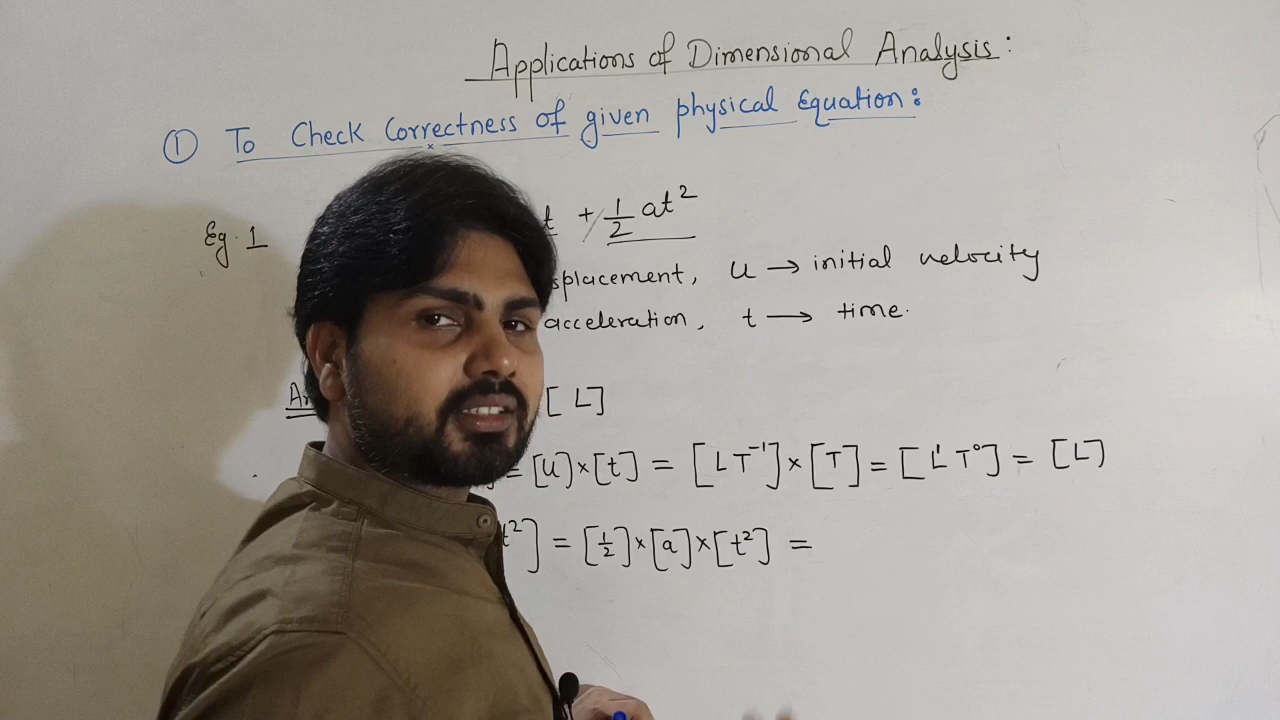 Applications of Dimensional Analysis:
① To Check Correctness of given physical Equation:
Eg. 1 t + 1/2 at²
splacement, u → initial velocity
acceleration, t → time.
[L]
= [u]×[t] = [LT⁻¹]×[T] = [L¹T⁰] = [L]
t²] = [1/2]×[a]×[t²] =